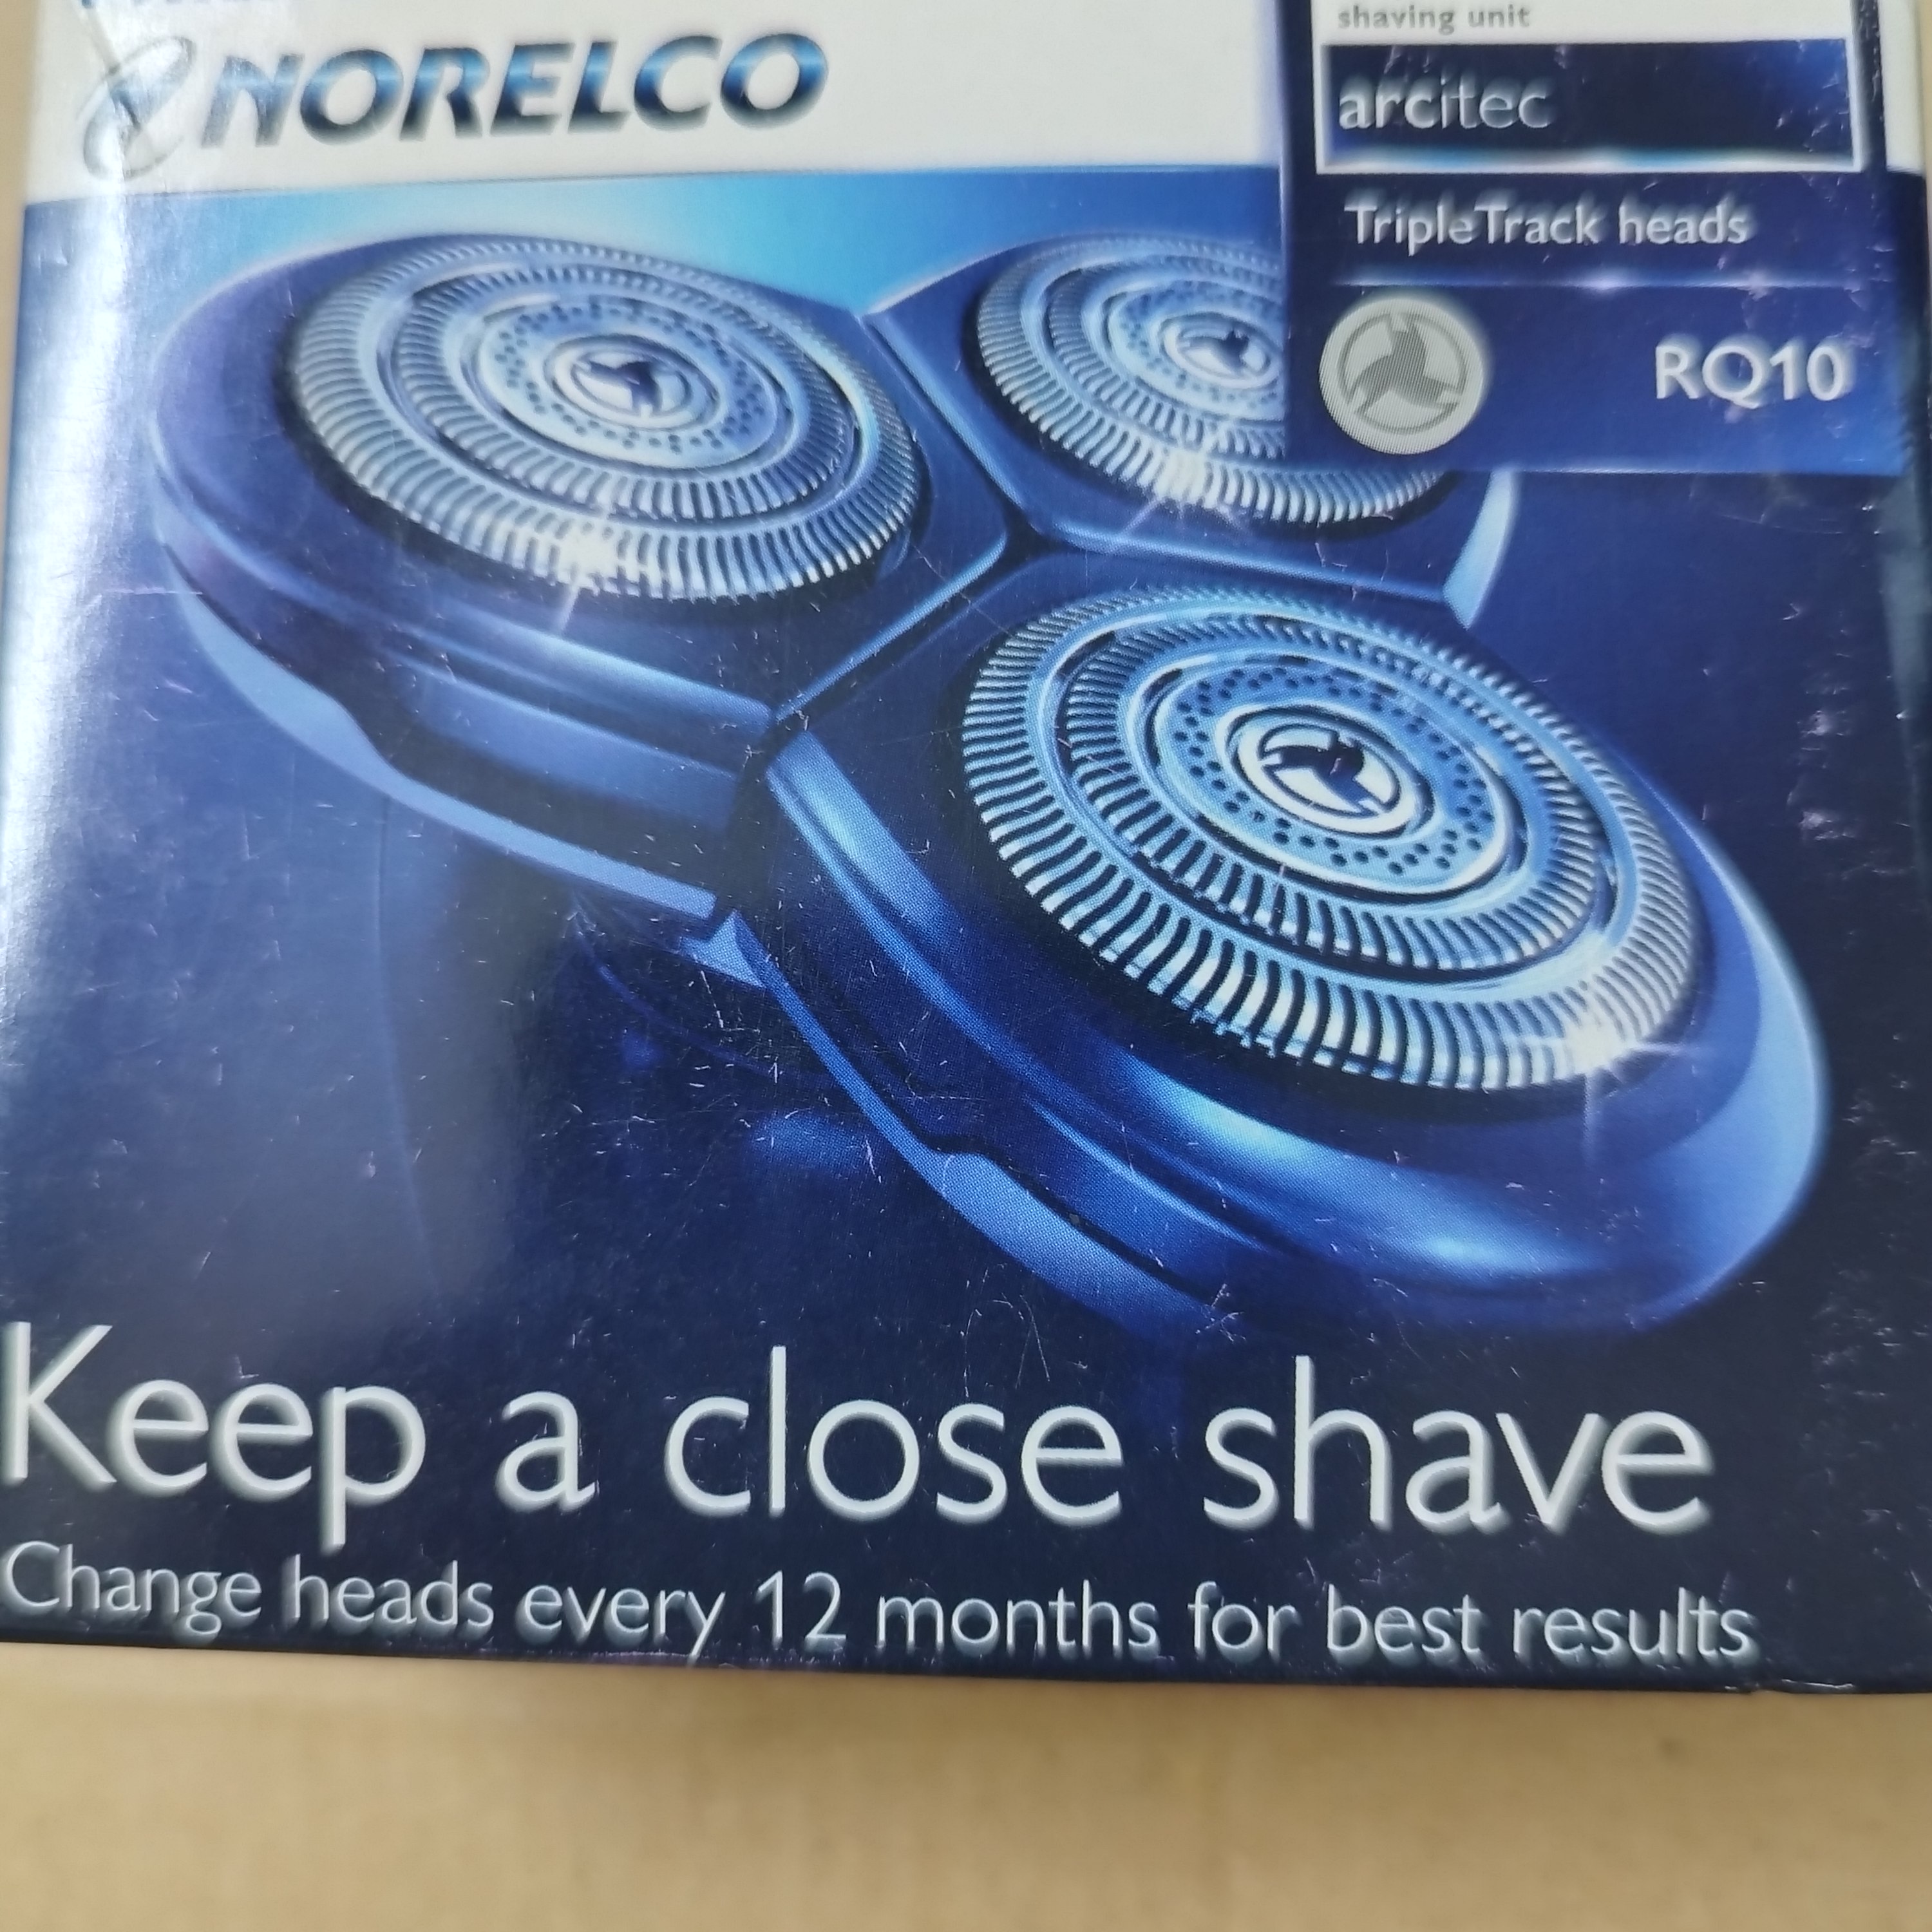 NORELCO
shaving unit
arcitec
TripleTrack heads
RQ10
Keep a close shave
Change heads every 12 months for best results